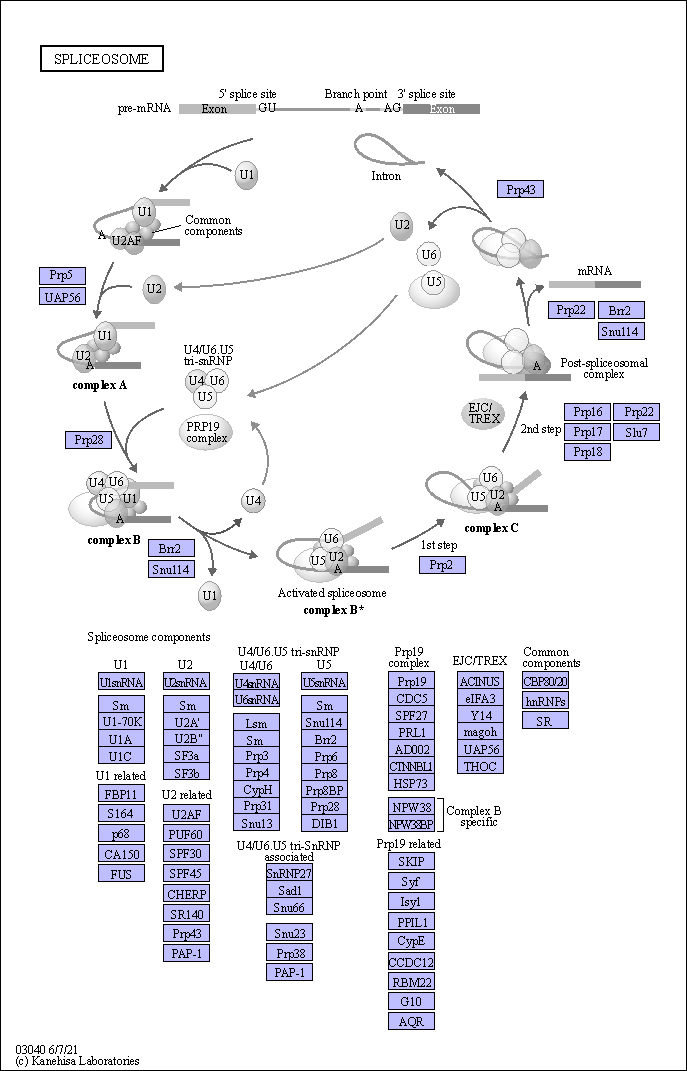 SPLICEOSOME
5' splice site
Branch point
3' splice site
pre-mRNA
Exon
GU
A
AG
Exon
U1
Intron
Prp43
U1
A
U2AF
Common
components
U2
U6
U5
mRNA
Prp5
UAP56
U2
Prp22
Brr2
Snu114
U1
U2
A
complex A
U4/U6.U5
tri-snRNP
U4
U6
U5
A
Post-spliceosomal
complex
PRP19
complex
EJC/
TREX
2nd step
Prp16
Prp22
Prp17
Slu7
Prp18
Prp28
U4
U6
U5
U1
A
complex B
U4
U6
U5
U2
A
complex C
Brr2
Snu114
U1
U6
U5
U2
A
1st step
Prp2
Activated spliceosome
complex B*
Spliceosome components
U1
U1snRNA
Sm
U1-70K
U1A
U1C
U1 related
FBP11
S164
p68
CA150
FUS
U2
U2snRNA
Sm
U2A'
U2B"
SF3a
SF3b
U2 related
U2AF
PUF60
SPF30
SPF45
CHERP
SR140
Prp43
PAP-1
U4/U6.U5 tri-snRNP
U4/U6
U4snRNA
U6snRNA
Lsm
Sm
Prp3
Prp4
CypH
Prp31
Snu13
U5
U5snRNA
Sm
Snu114
Brr2
Prp6
Prp8
Prp8BP
Prp28
DIB1
U4/U6.U5 tri-SnRNP
associated
SnRNP27
Sad1
Snu66
Snu23
Prp38
PAP-1
Prp19
complex
Prp19
CDC5
SPF27
PRL1
AD002
CTNNBL1
HSP73
NPW38
NPW38BP
Complex B
specific
Prp19 related
SKIP
Syf
Isy1
PPIL1
CypE
CCDC12
RBM22
G10
AQR
EJC/TREX
ACINUS
eIFA3
Y14
magoh
UAP56
THOC
Common
components
CBP80/20
hnRNPs
SR
03040 6/7/21
(c) Kanehisa Laboratories